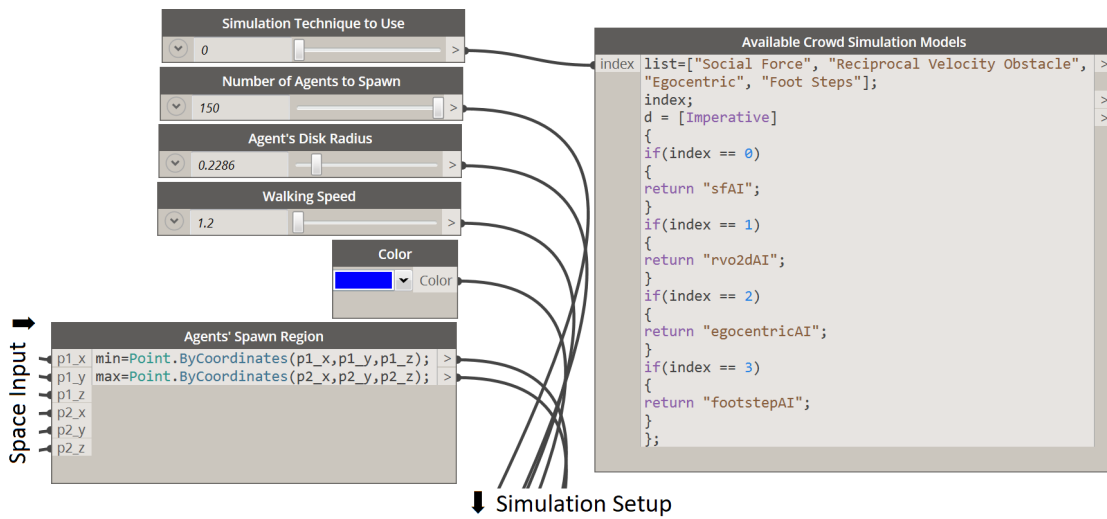 Simulation Technique to Use
0
>
Number of Agents to Spawn
150
>
Agent's Disk Radius
0.2286
>
Walking Speed
1.2
>
Color
Color
Space Input
Agents' Spawn Region
p1_x min=Point.ByCoordinates(p1_x,p1_y,p1_z); >
p1_y max=Point.ByCoordinates(p2_x,p2_y,p2_z); >
p1_z
p2_x
p2_y
p2_z
Available Crowd Simulation Models
index list=["Social Force", "Reciprocal Velocity Obstacle", >
"Egocentric", "Foot Steps"];
index; >
d = [Imperative] >
{
if(index == 0)
{
return "sfAI";
}
if(index == 1)
{
return "rvo2dAI";
}
if(index == 2)
{
return "egocentricAI";
}
if(index == 3)
{
return "footstepAI";
}
};
Simulation Setup